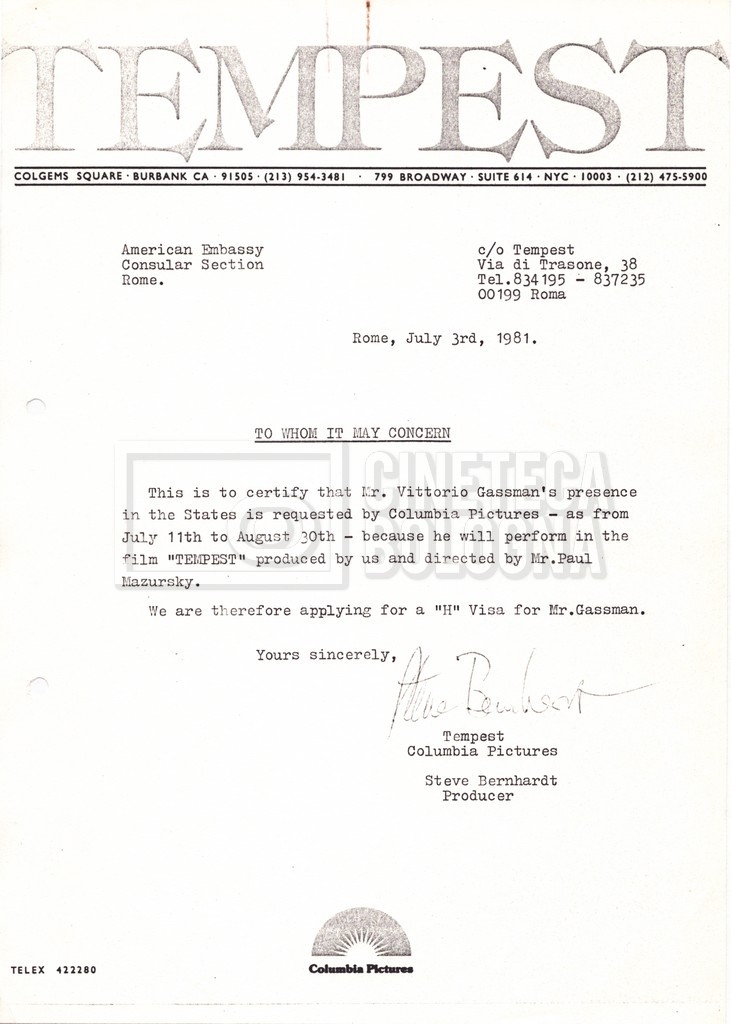 TEMPEST
COLGEMS SQUARE · BURBANK CA · 91505 · (213) 954-3481 · 799 BROADWAY · SUITE 614 · NYC · 10003 · (212) 475-5900
American Embassy
Consular Section
Rome.
c/o Tempest
Via di Trasone, 38
Tel.834195 - 837235
00199 Roma
Rome, July 3rd, 1981.
TO WHOM IT MAY CONCERN
This is to certify that Mr. Vittorio Gassman's presence
in the States is requested by Columbia Pictures - as from
July 11th to August 30th - because he will perform in the
film "TEMPEST" produced by us and directed by Mr.Paul
Mazursky.
We are therefore applying for a "H" Visa for Mr.Gassman.
CINETECA
BOLOGNA
Yours sincerely,
Steve Bernhardt
Tempest
Columbia Pictures
Steve Bernhardt
Producer
Columbia Pictures
TELEX 422280